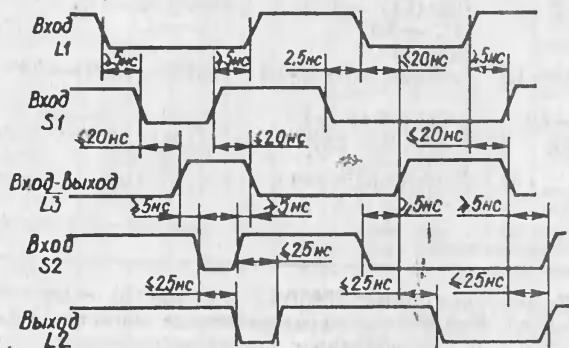 Вход
L1
≥5нс ≥5нс 2,5нс ≤20нс ≥5нс
Вход
S1
≤20нс ≤20нс ≤20нс
Вход-выход
L3
≥5нс ≥5нс ≥5нс ≥5нс
Вход
S2
≤25нс
≤25нс ≤25нс ≤25нс
Выход
L2